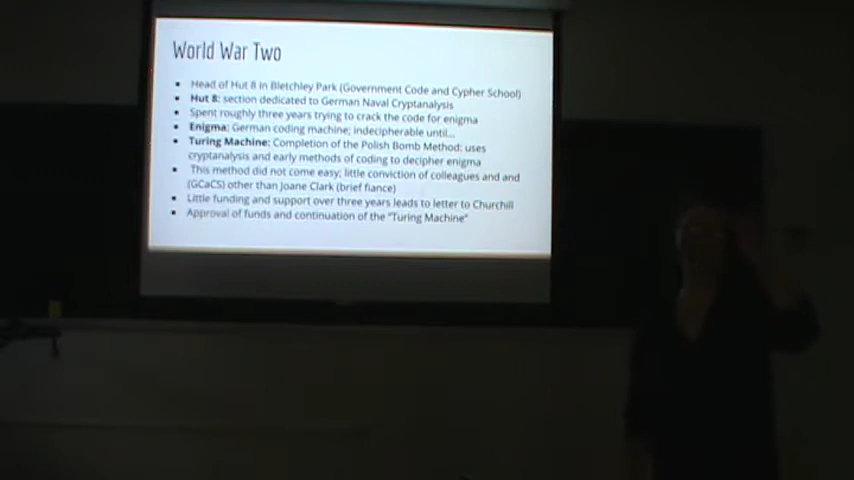 World War Two
Head of Hut 8 in Bletchley Park (Government Code and Cypher School)
Hut 8: section dedicated to German Naval Cryptanalysis
Spent roughly three years trying to crack the code for enigma
Enigma: German coding machine; indecipherable until...
Turing Machine: Completion of the Polish Bomb Method: uses
cryptanalysis and early methods of coding to decipher enigma
This method did not come easy; little conviction of colleagues and and
(GCaCS) other than Joane Clark (brief fiance)
Little funding and support over three years leads to letter to Churchill
Approval of funds and continuation of the "Turing Machine"